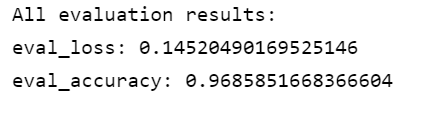 All evaluation results:
eval_loss: 0.14520490169525146
eval_accuracy: 0.9685851668366604